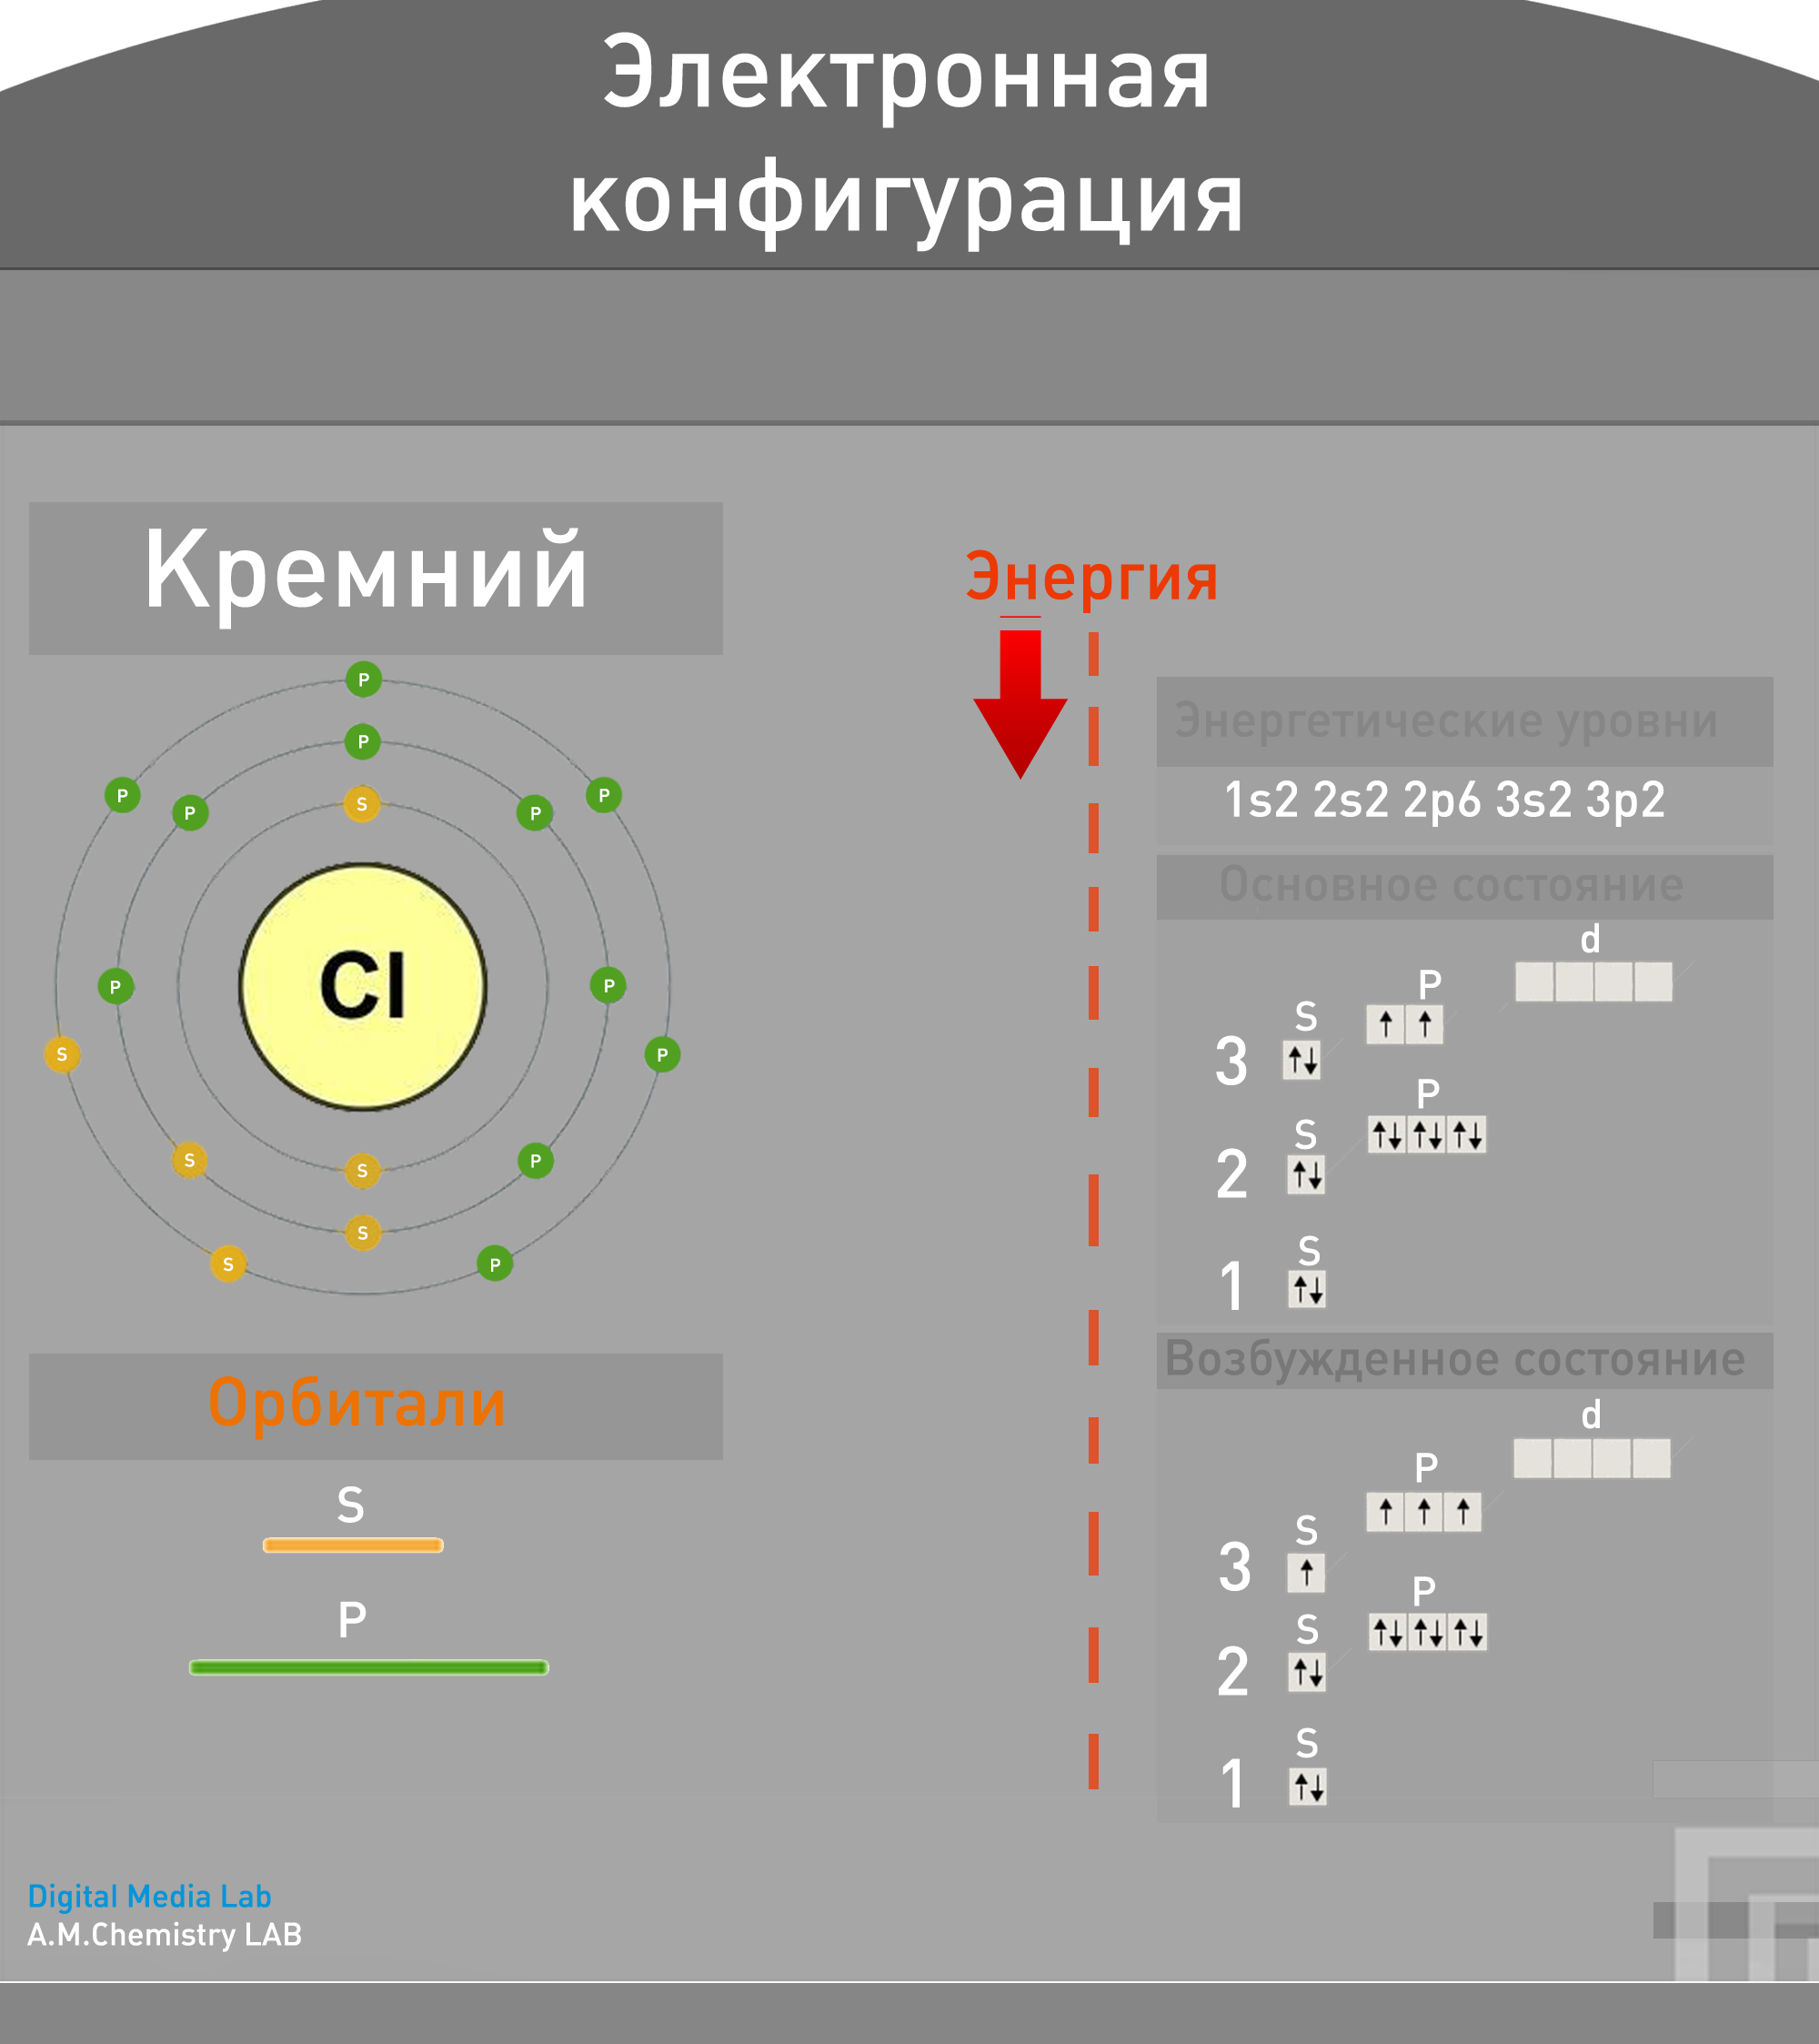 Электронная
конфигурация
Кремний
P
P
P
P
P
P
S
P
Cl
P
P
S
P
S
S
P
S
S
P
Орбитали
S
P
Энергия
Энергетические уровни
1s2 2s2 2p6 3s2 3p2
Основное состояние
d
P
S
3
P
S
2
S
1
Возбужденное состояние
d
P
S
3
P
S
2
S
1
Digital Media Lab
A.M.Chemistry LAB